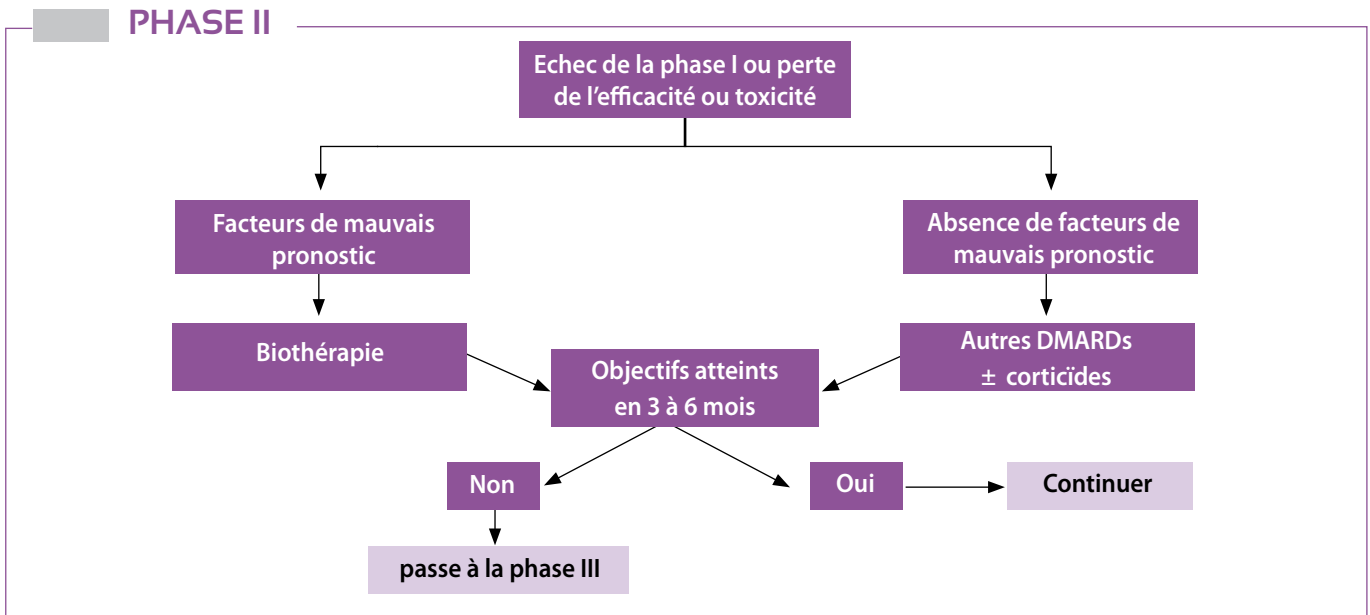 PHASE II
Echec de la phase I ou perte
de l'efficacité ou toxicité
Facteurs de mauvais
pronostic
Absence de facteurs de
mauvais pronostic
Biothérapie
Autres DMARDs
± corticïdes
Objectifs atteints
en 3 à 6 mois
Non
Oui
Continuer
passe à la phase III